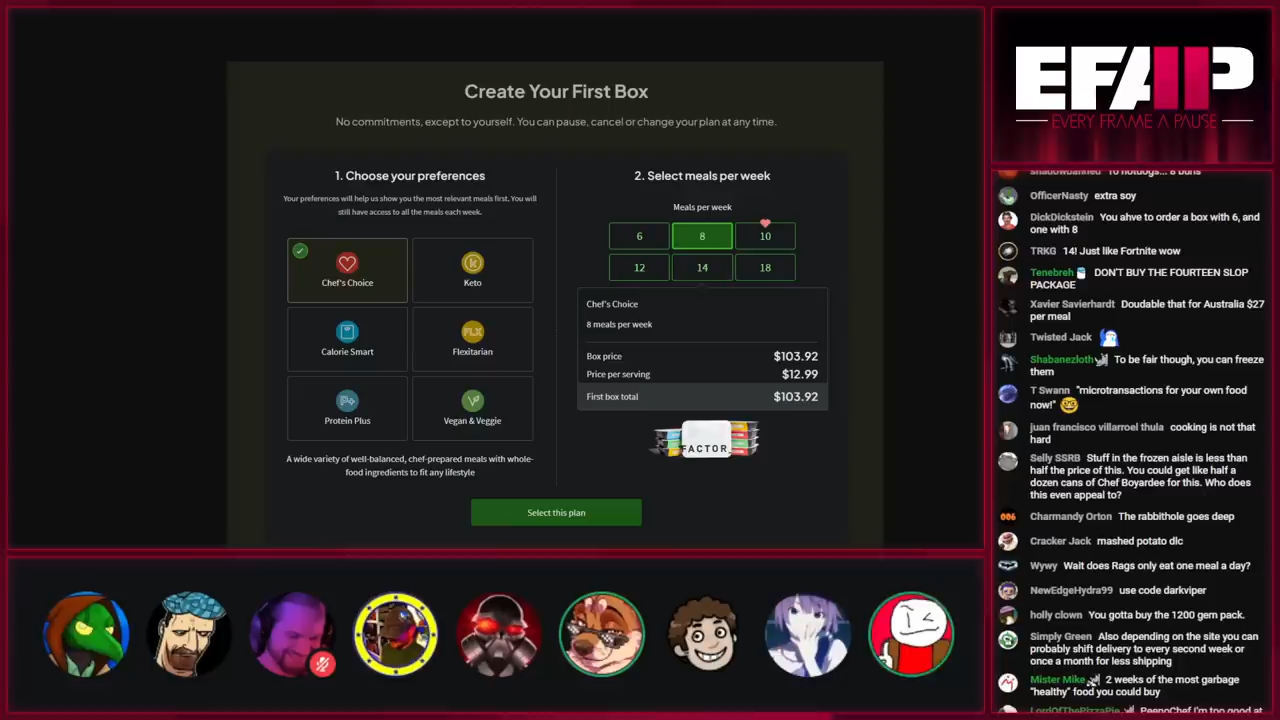 Create Your First Box
No commitments, except to yourself. You can pause, cancel or change your plan at any time.
1. Choose your preferences
Your preferences will help us show you the most relevant meals first. You will
still have access to all the meals each week.
Chef's Choice
Keto
Calorie Smart
FLX
Flexitarian
Protein Plus
Vegan & Veggie
A wide variety of well-balanced, chef-prepared meals with whole-
food ingredients to fit any lifestyle
2. Select meals per week
Meals per week
6
8
10
12
14
18
Chef's Choice
8 meals per week
Box price $103.92
Price per serving $12.99
First box total $103.92
FACTOR_
Select this plan
EFAP
EVERY FRAME A PAUSE
shadowbanned 10 hotdogs... 8 buns
OfficerNasty extra soy
DickDickstein You ahve to order a box with 6, and
one with 8
TRKG 14! Just like Fortnite wow
Tenebreh DON'T BUY THE FOURTEEN SLOP
PACKAGE
Xavier Savierhardt Doudable that for Australia $27
per meal
Twisted Jack
Shabanezloth To be fair though, you can freeze
them
T Swann "microtransactions for your own food
now!"
juan francisco villarroel thula cooking is not that
hard
Selly SSRB Stuff in the frozen aisle is less than
half the price of this. You could get like half a
dozen cans of Chef Boyardee for this. Who does
this even appeal to?
Charmandy Orton The rabbithole goes deep
Cracker Jack mashed potato dlc
Wywy Wait does Rags only eat one meal a day?
NewEdgeHydra99 use code darkviper
holly clown You gotta buy the 1200 gem pack.
Simply Green Also depending on the site you can
probably shift delivery to every second week or
once a month for less shipping
Mister Mike 2 weeks of the most garbage
"healthy" food you could buy
LordOfThePizzaPie PeepoChef I'm too good at